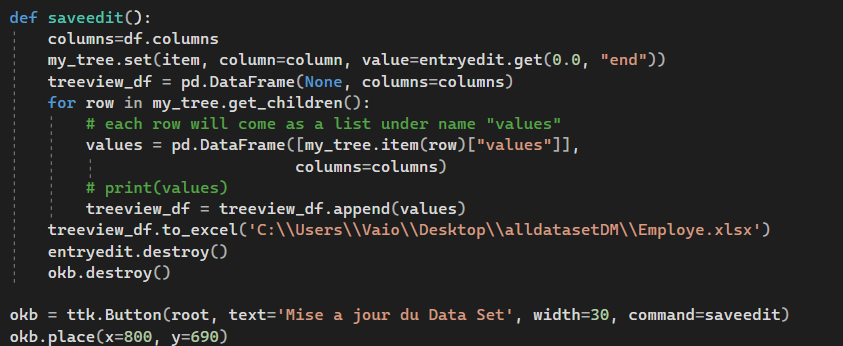 def saveedit():
    columns=df.columns
    my_tree.set(item, column=column, value=entryedit.get(0.0, "end"))
    treeview_df = pd.DataFrame(None, columns=columns)
    for row in my_tree.get_children():
        # each row will come as a list under name "values"
        values = pd.DataFrame([my_tree.item(row)["values"]],
                              columns=columns)
        # print(values)
        treeview_df = treeview_df.append(values)
    treeview_df.to_excel('C:\\Users\\Vaio\\Desktop\\alldatasetDM\\Employe.xlsx')
    entryedit.destroy()
    okb.destroy()

okb = ttk.Button(root, text='Mise a jour du Data Set', width=30, command=saveedit)
okb.place(x=800, y=690)